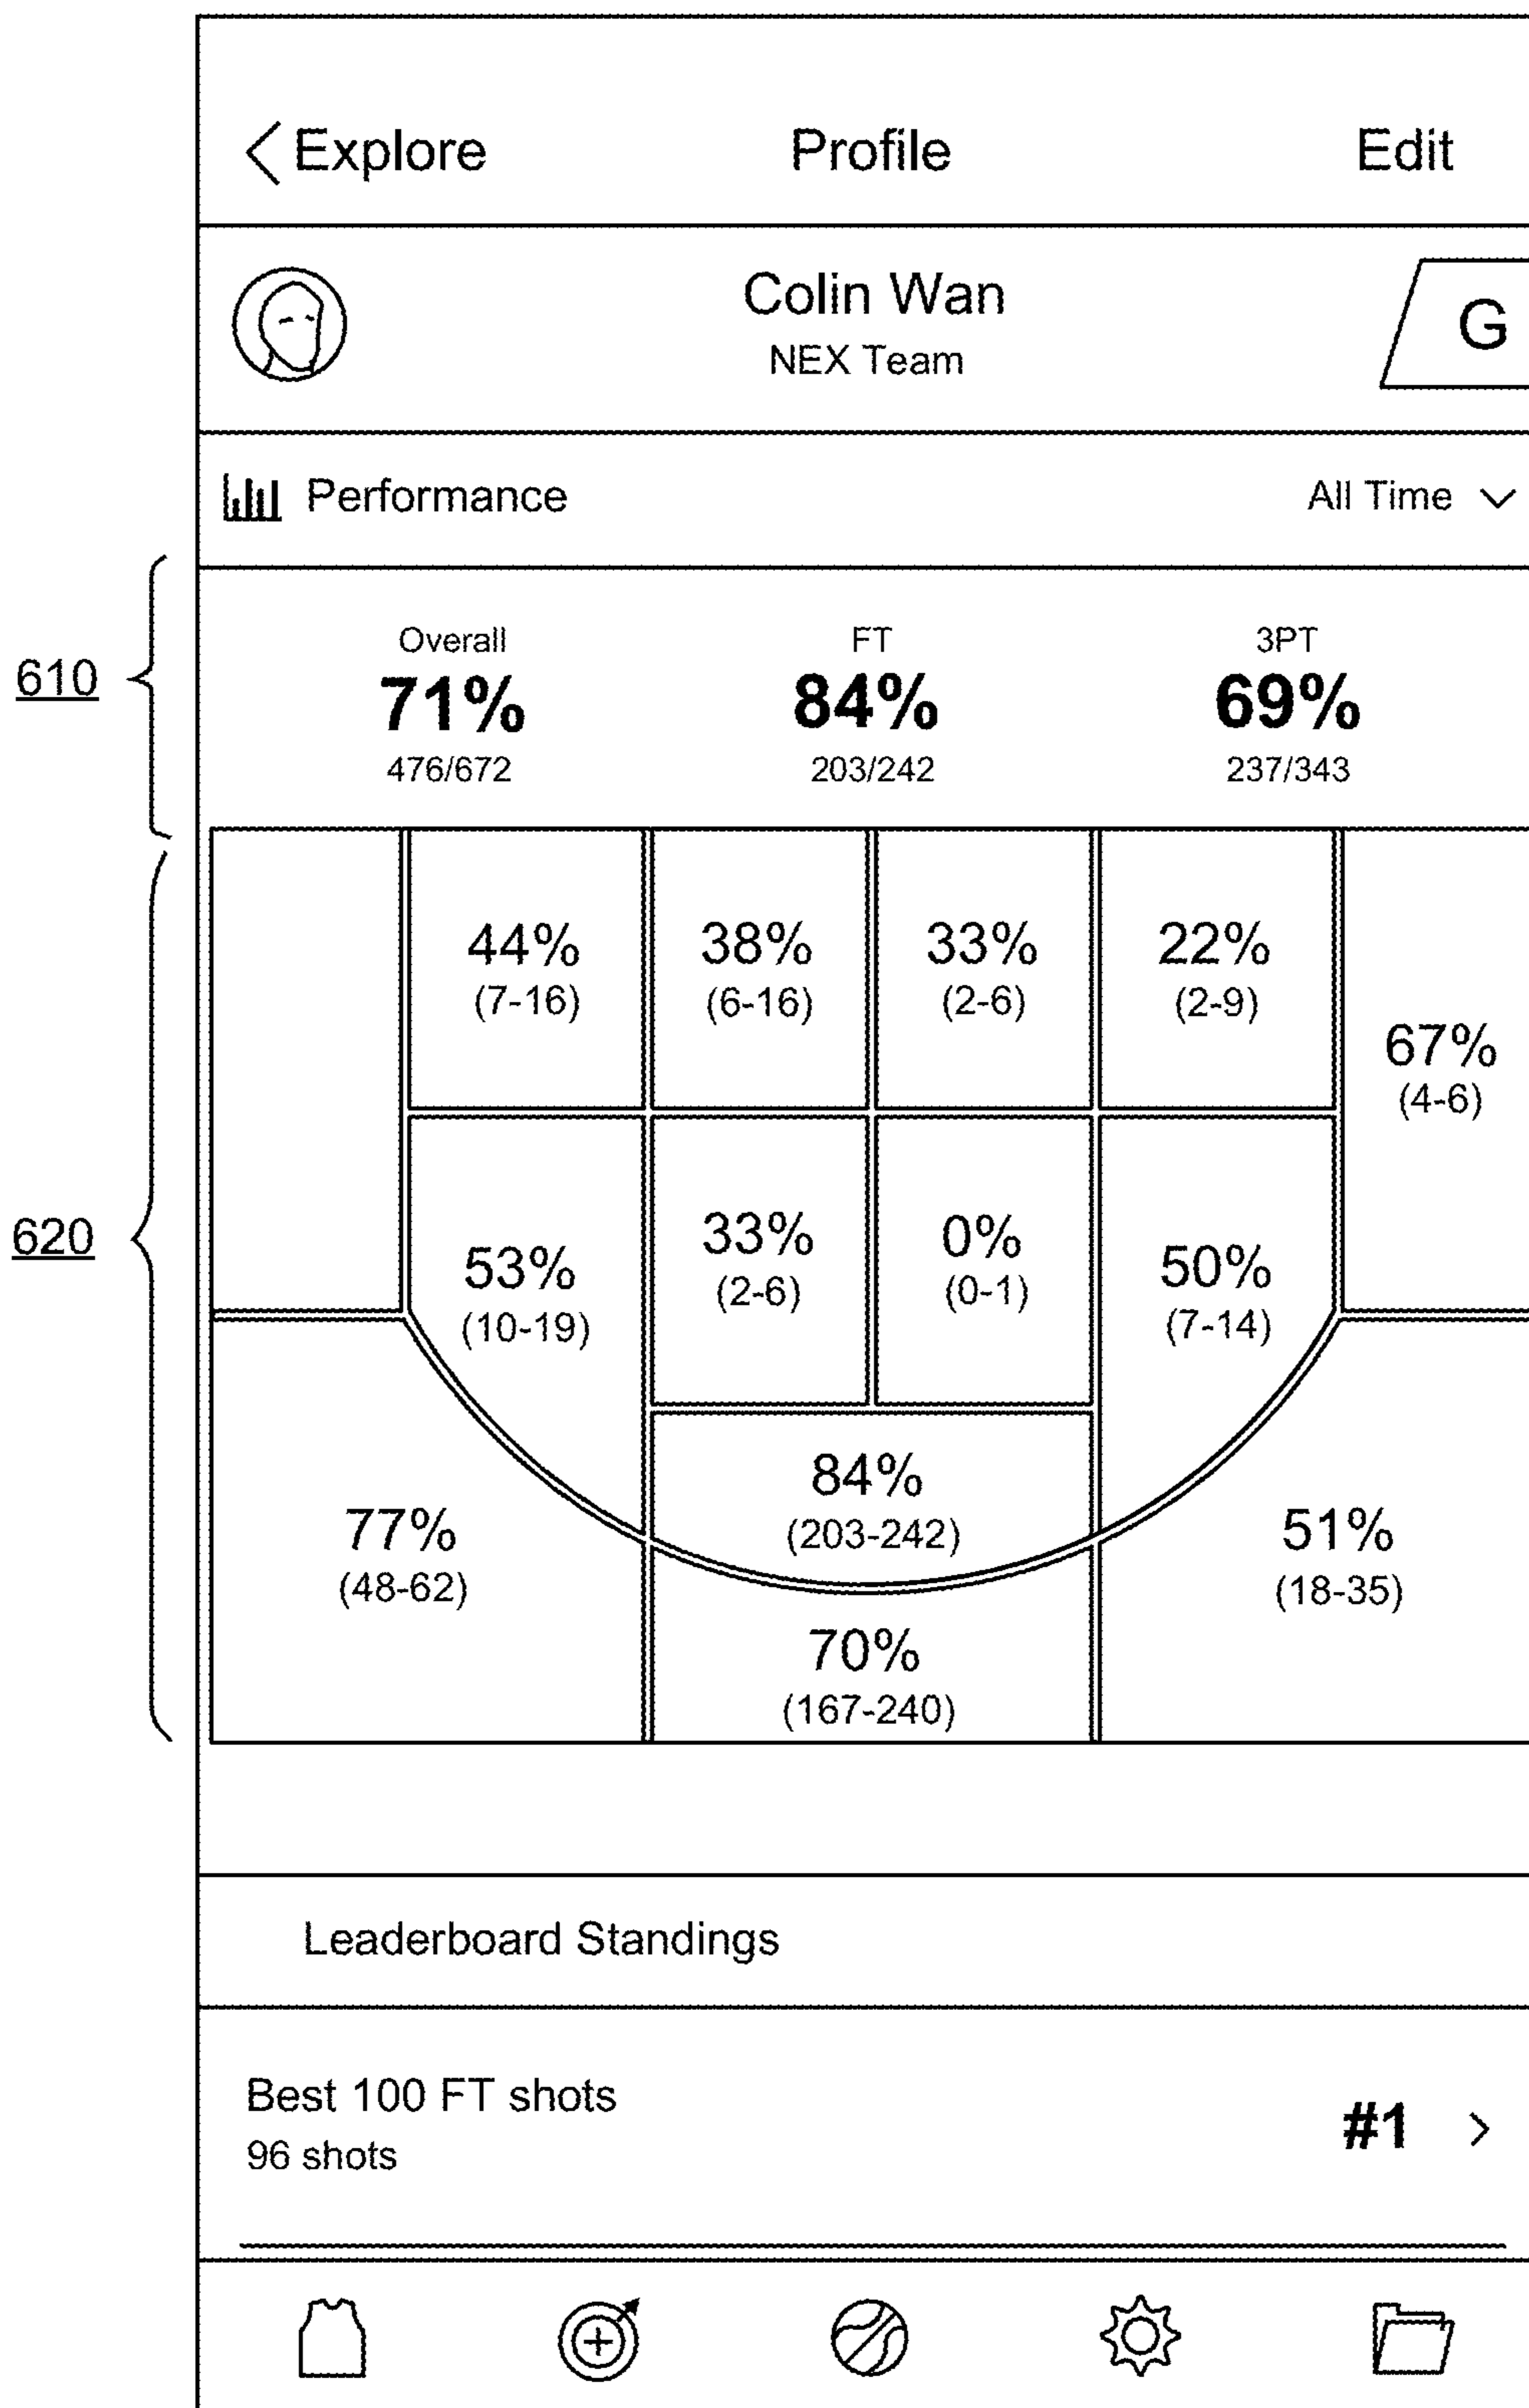 Explore Profile Edit
Colin Wan
NEX Team
G
Performance All Time
610
Overall FT 3PT
71% 84% 69%
476/672 203/242 237/343
620
44% 38% 33% 22%
(7-16) (6-16) (2-6) (2-9)
67%
(4-6)
53% 33% 0% 50%
(10-19) (2-6) (0-1) (7-14)
84%
(203-242)
77% 51%
(48-62) (18-35)
70%
(167-240)
Leaderboard Standings
Best 100 FT shots
96 shots
#1